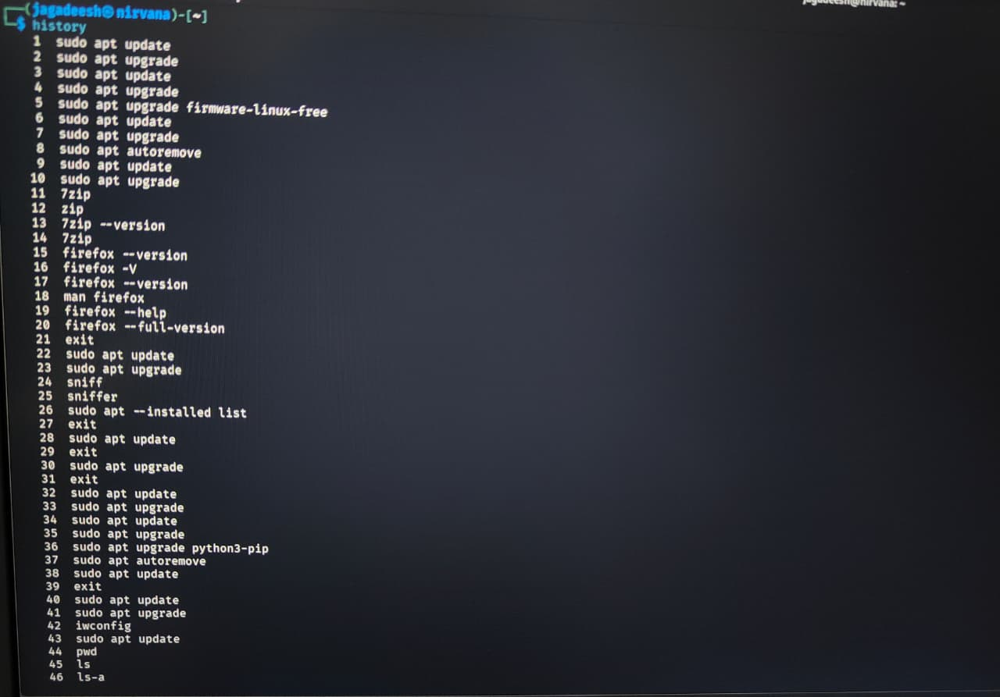 jagadeesh@nirvana: ~
┌──(jagadeesh㉿nirvana)-[~]
└─$ history
1 sudo apt update
2 sudo apt upgrade
3 sudo apt update
4 sudo apt upgrade
5 sudo apt upgrade firmware-linux-free
6 sudo apt update
7 sudo apt upgrade
8 sudo apt autoremove
9 sudo apt update
10 sudo apt upgrade
11 7zip
12 zip
13 7zip --version
14 7zip
15 firefox --version
16 firefox -V
17 firefox --version
18 man firefox
19 firefox --help
20 firefox --full-version
21 exit
22 sudo apt update
23 sudo apt upgrade
24 sniff
25 sniffer
26 sudo apt --installed list
27 exit
28 sudo apt update
29 exit
30 sudo apt upgrade
31 exit
32 sudo apt update
33 sudo apt upgrade
34 sudo apt update
35 sudo apt upgrade
36 sudo apt upgrade python3-pip
37 sudo apt autoremove
38 sudo apt update
39 exit
40 sudo apt update
41 sudo apt upgrade
42 iwconfig
43 sudo apt update
44 pwd
45 ls
46 ls-a